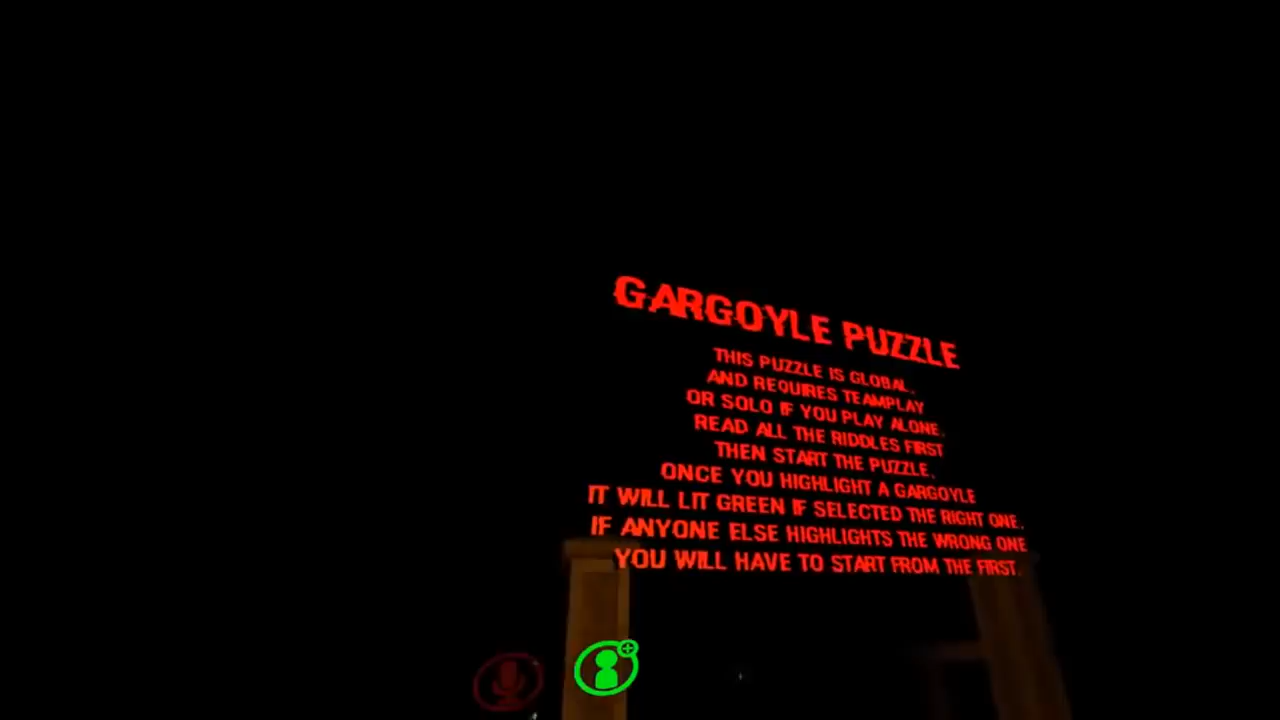 GARGOYLE PUZZLE
THIS PUZZLE IS GLOBAL.
AND REQUIRES TEAMPLAY
OR SOLO IF YOU PLAY ALONE.
READ ALL THE RIDDLES FIRST
THEN START THE PUZZLE.
ONCE YOU HIGHLIGHT A GARGOYLE
IT WILL LIT GREEN IF SELECTED THE RIGHT ONE.
IF ANYONE ELSE HIGHLIGHTS THE WRONG ONE
YOU WILL HAVE TO START FROM THE FIRST.